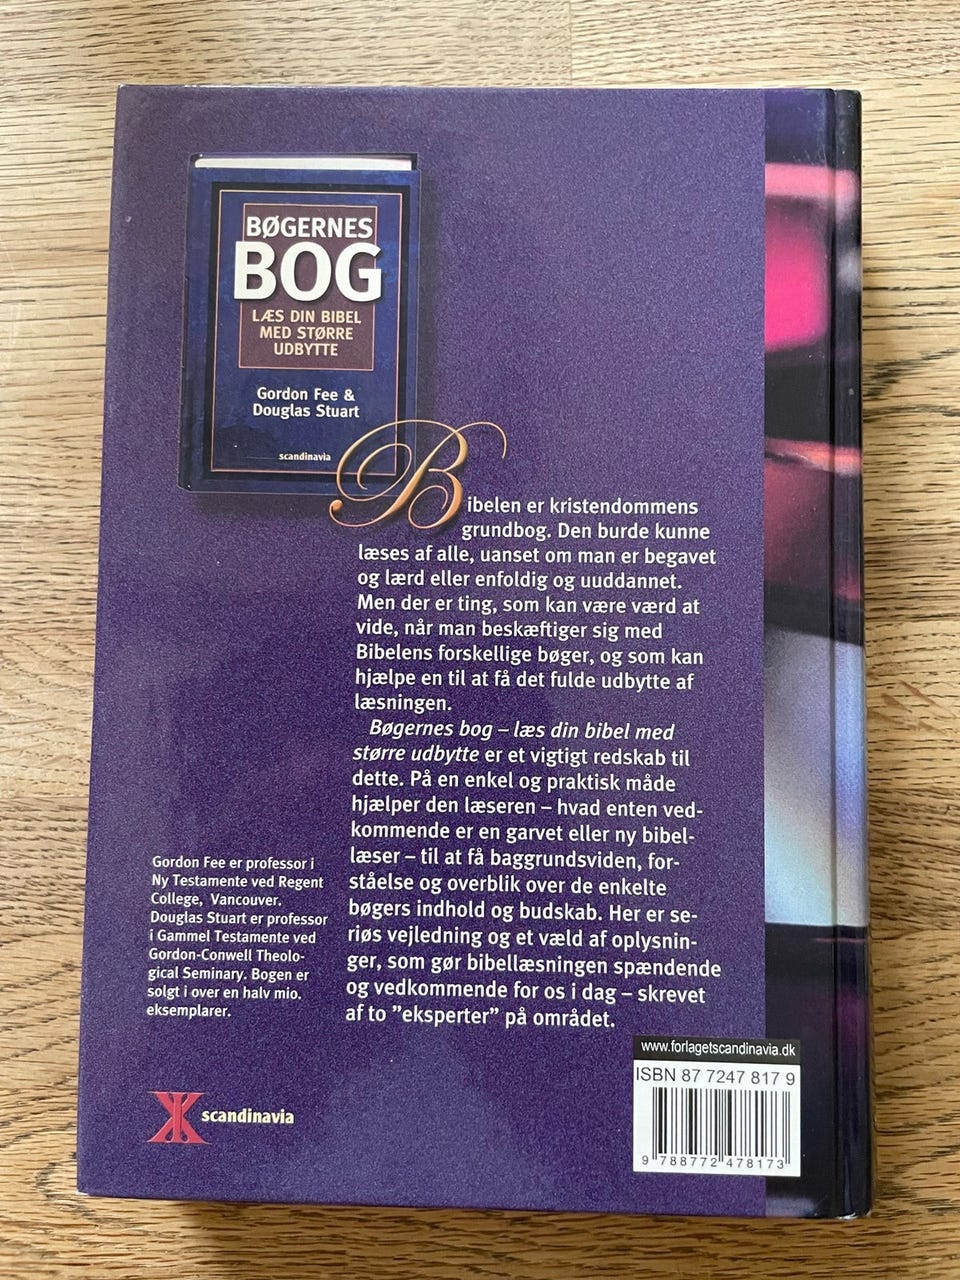 BØGERNES
BOG
LÆS DIN BIBEL
MED STØRRE
UDBYTTE
Gordon Fee &
Douglas Stuart
scandinavia
Bibelen er kristendommens
grundbog. Den burde kunne
læses af alle, uanset om man er begavet
og lærd eller enfoldig og uuddannet.
Men der er ting, som kan være værd at
vide, når man beskæftiger sig med
Bibelens forskellige bøger, og som kan
hjælpe en til at få det fulde udbytte af
læsningen.
Bøgernes bog – læs din bibel med
større udbytte er et vigtigt redskab til
dette. På en enkel og praktisk måde
hjælper den læseren – hvad enten ved-
kommende er en garvet eller ny bibel-
læser – til at få baggrundsviden, for-
ståelse og overblik over de enkelte
bøgers indhold og budskab. Her er se-
riøs vejledning og et væld af oplysnin-
ger, som gør bibellæsningen spændende
og vedkommende for os i dag – skrevet
af to ”eksperter” på området.
Gordon Fee er professor i
Ny Testamente ved Regent
College, Vancouver.
Douglas Stuart er professor
i Gammel Testamente ved
Gordon-Conwell Theolo-
gical Seminary. Bogen er
solgt i over en halv mio.
eksemplarer.
scandinavia
www.forlagetscandinavia.dk
ISBN 87 7247 817 9
9 788772 478173